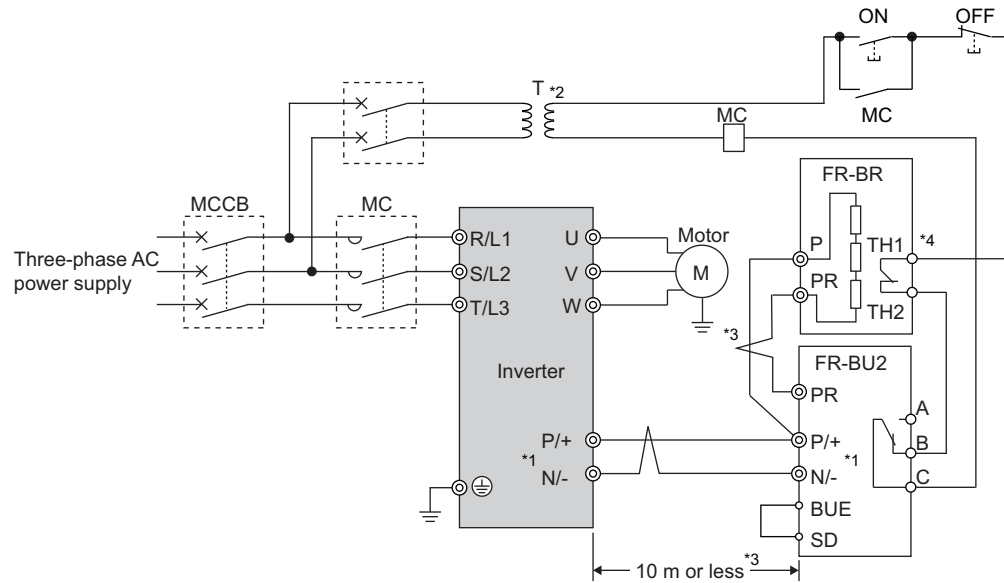 ON
OFF
T *2
MC
MC
FR-BR
MCCB
MC
P
TH1
*4
R/L1
U
Motor
Three-phase AC
power supply
S/L2
V
M
PR
T/L3
W
TH2
*3
FR-BU2
Inverter
PR
A
P/+
P/+
B
*1
*1
N/-
N/-
C
BUE
SD
10 m or less *3